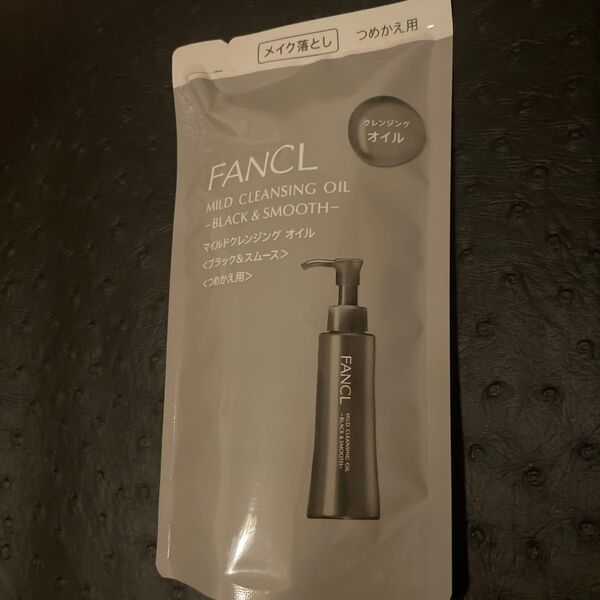 メイク落とし
つめかえ用
クレンジング
オイル
FANCL
MILD CLEANSING OIL
-BLACK & SMOOTH-
マイルドクレンジング オイル
<ブラック&スムース>
<つめかえ用>
FANCL
MILD CLEANSING OIL
-BLACK & SMOOTH-